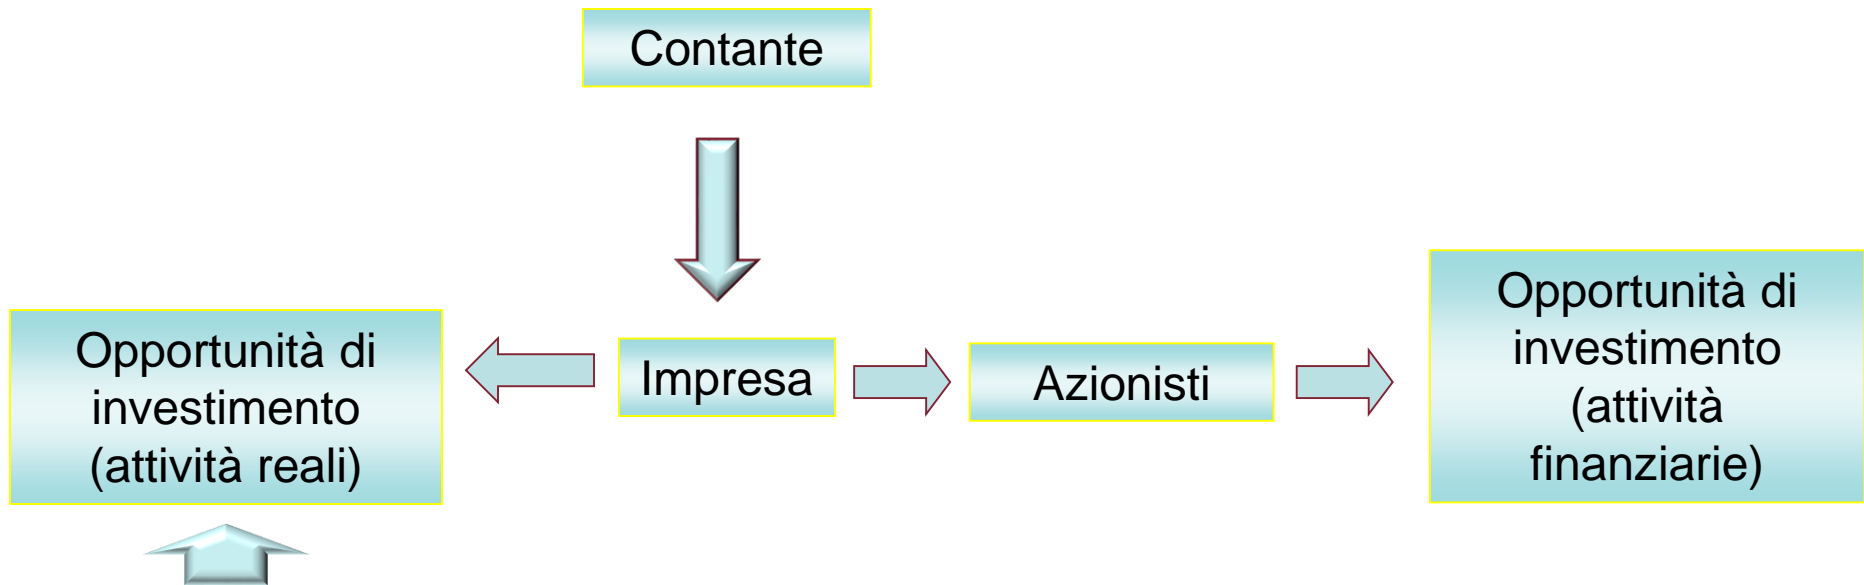 Contante
Opportunità di
investimento
(attività reali)
Impresa
Azionisti
Opportunità di
investimento
(attività
finanziarie)